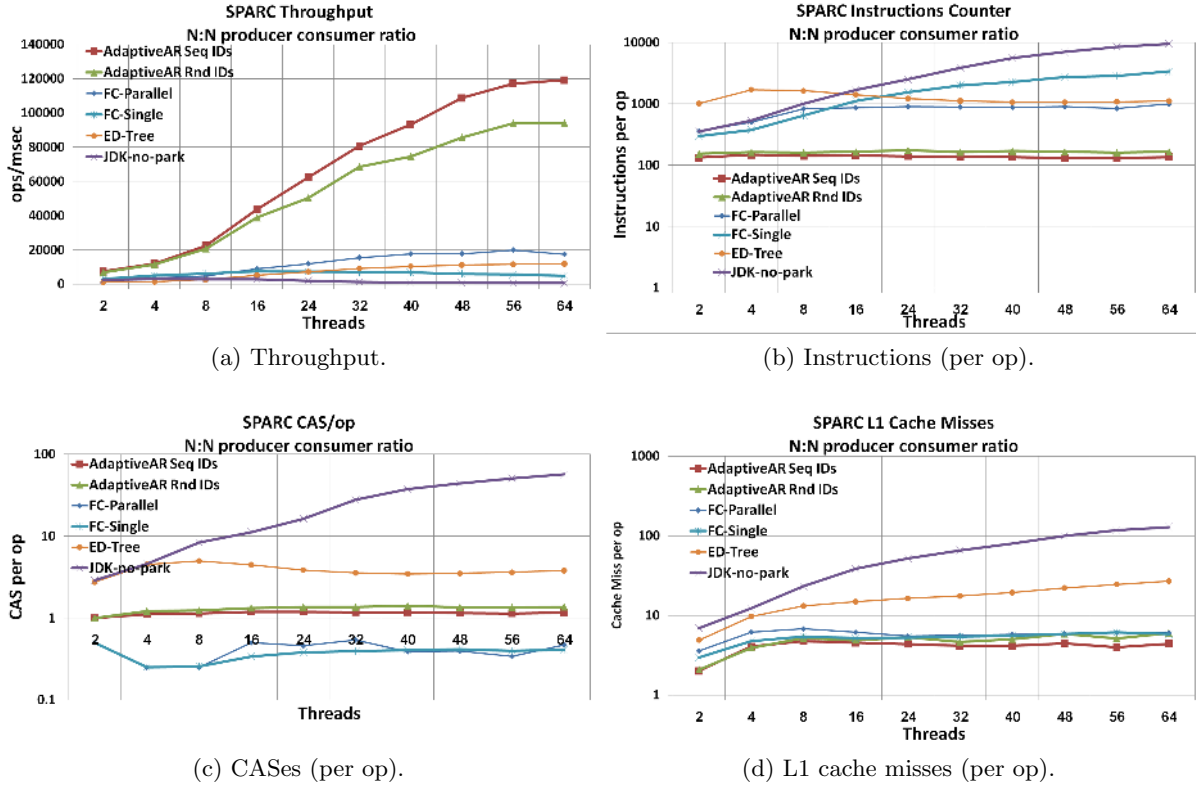 SPARC Throughput
N:N producer consumer ratio
140000
120000
100000
80000
60000
40000
20000
0
ops/msec
AdaptiveAR Seq IDs
AdaptiveAR Rnd IDs
FC-Parallel
FC-Single
ED-Tree
JDK-no-park
2 4 8 16 24 32 40 48 56 64
Threads
(a) Throughput.
SPARC Instructions Counter
N:N producer consumer ratio
10000
1000
100
10
1
Instructions per op
AdaptiveAR Seq IDs
AdaptiveAR Rnd IDs
FC-Parallel
FC-Single
ED-Tree
JDK-no-park
2 4 8 16 24 32 40 48 56 64
Threads
(b) Instructions (per op).
SPARC CAS/op
N:N producer consumer ratio
100
10
1
0.1
CAS per op
AdaptiveAR Seq IDs
AdaptiveAR Rnd IDs
FC-Parallel
FC-Single
ED-Tree
JDK-no-park
2 4 8 16 24 32 40 48 56 64
Threads
(c) CASes (per op).
SPARC L1 Cache Misses
N:N producer consumer ratio
1000
100
10
1
Cache Miss per op
AdaptiveAR Seq IDs
AdaptiveAR Rnd IDs
FC-Parallel
FC-Single
ED-Tree
JDK-no-park
2 4 8 16 24 32 40 48 56 64
Threads
(d) L1 cache misses (per op).